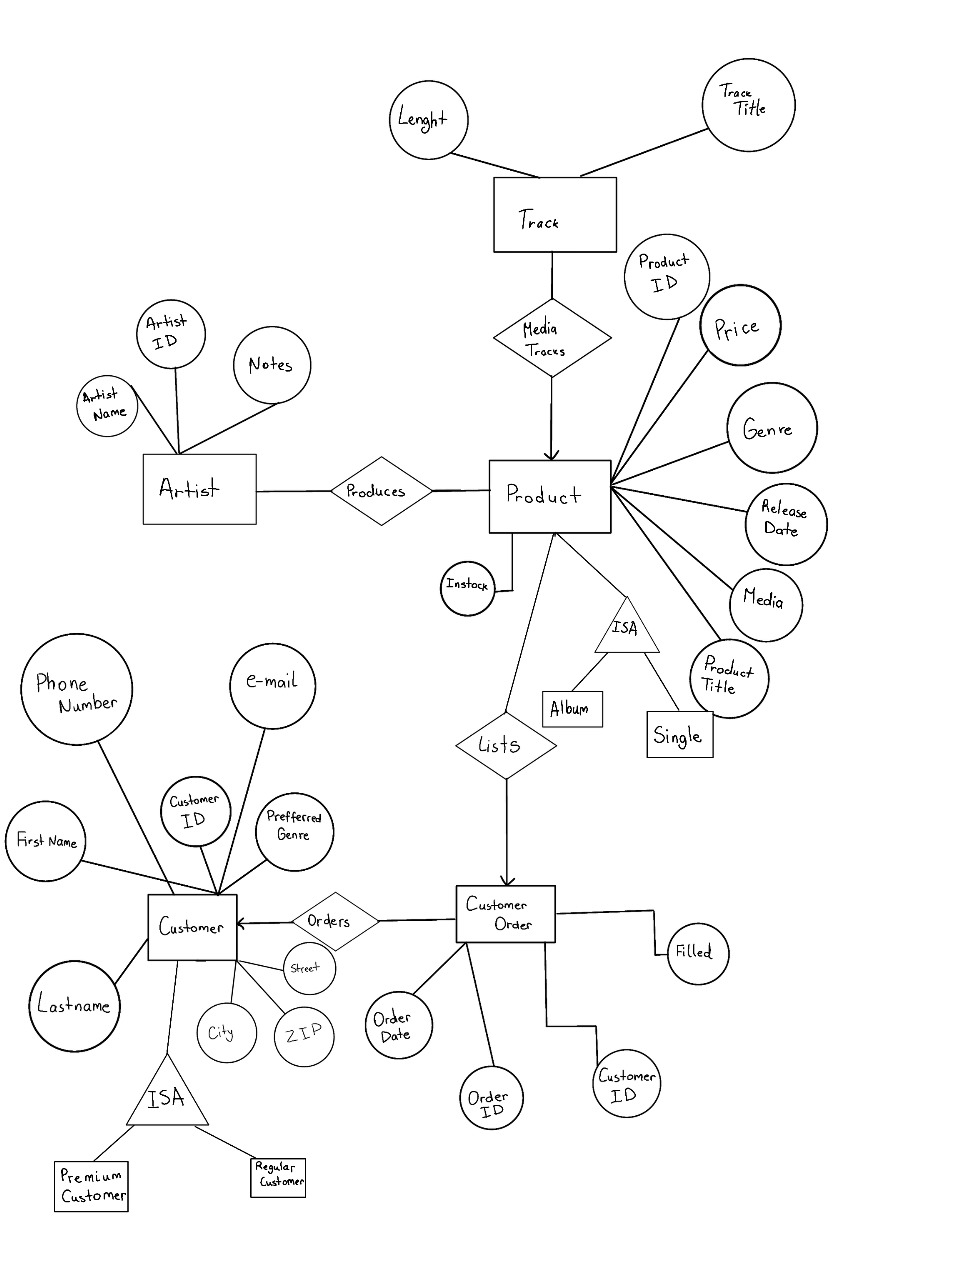 Lenght
Track
Title
Track
Product
ID
Price
Media
Tracks
Artist
ID
Notes
Artist
Name
Genre
Artist
Produces
Product
Release
Date
Instock
Media
ISA
Product
Title
Album
Single
Lists
Phone
Number
e-mail
Customer
ID
Prefferred
Genre
First Name
Customer
Orders
Customer
Order
Filled
Street
Lastname
City
ZIP
Order
Date
Customer
ID
Order
ID
ISA
Premium
Customer
Regular
Customer